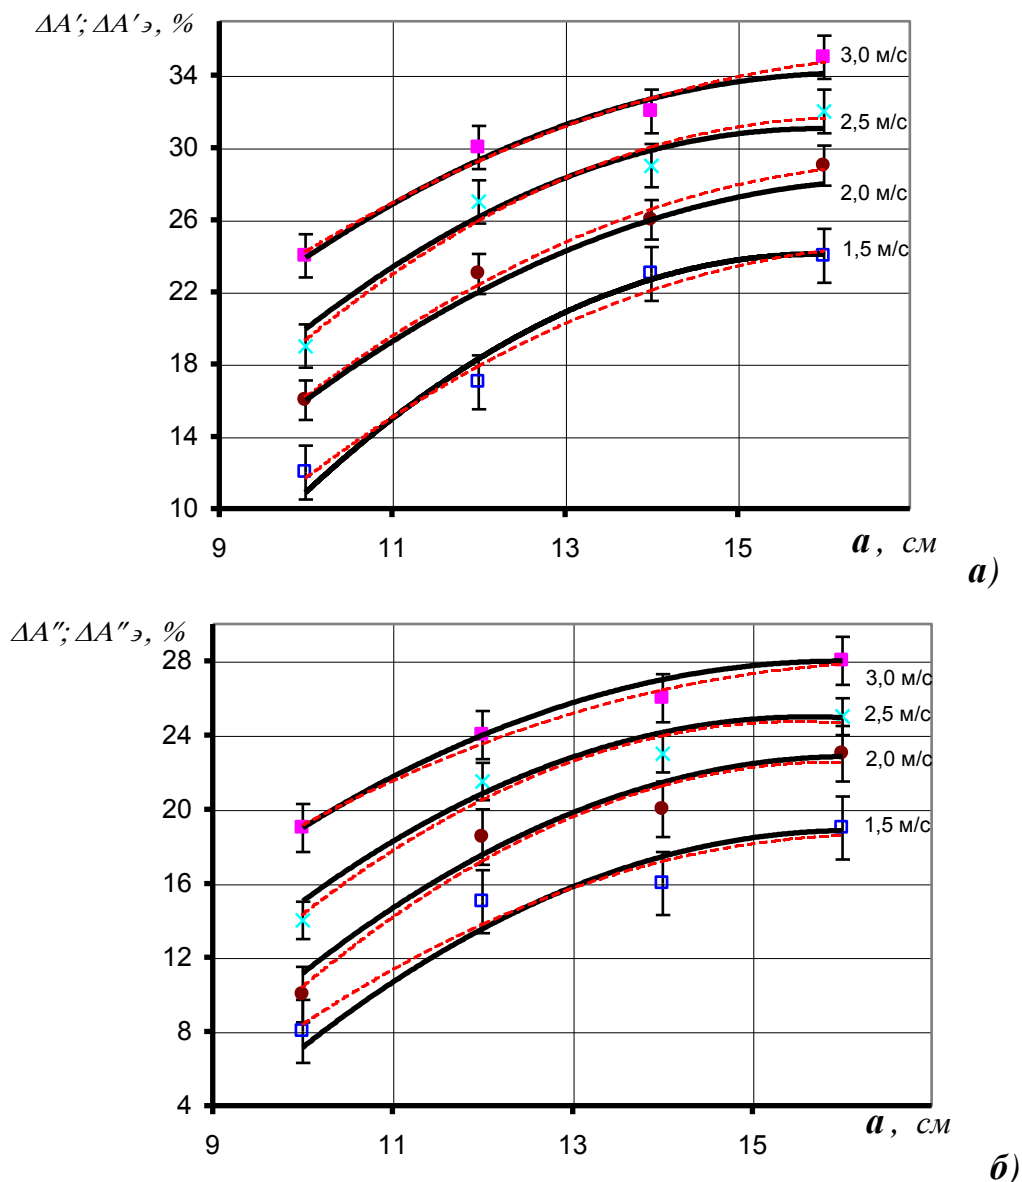 ΔA′; ΔA′э, %
34
30
26
22
18
14
10
3,0 м/с
2,5 м/с
2,0 м/с
1,5 м/с
9 11 13 15
a , см
а)
ΔA″; ΔA″э, %
28
24
20
16
12
8
4
3,0 м/с
2,5 м/с
2,0 м/с
1,5 м/с
9 11 13 15
a , см
б)